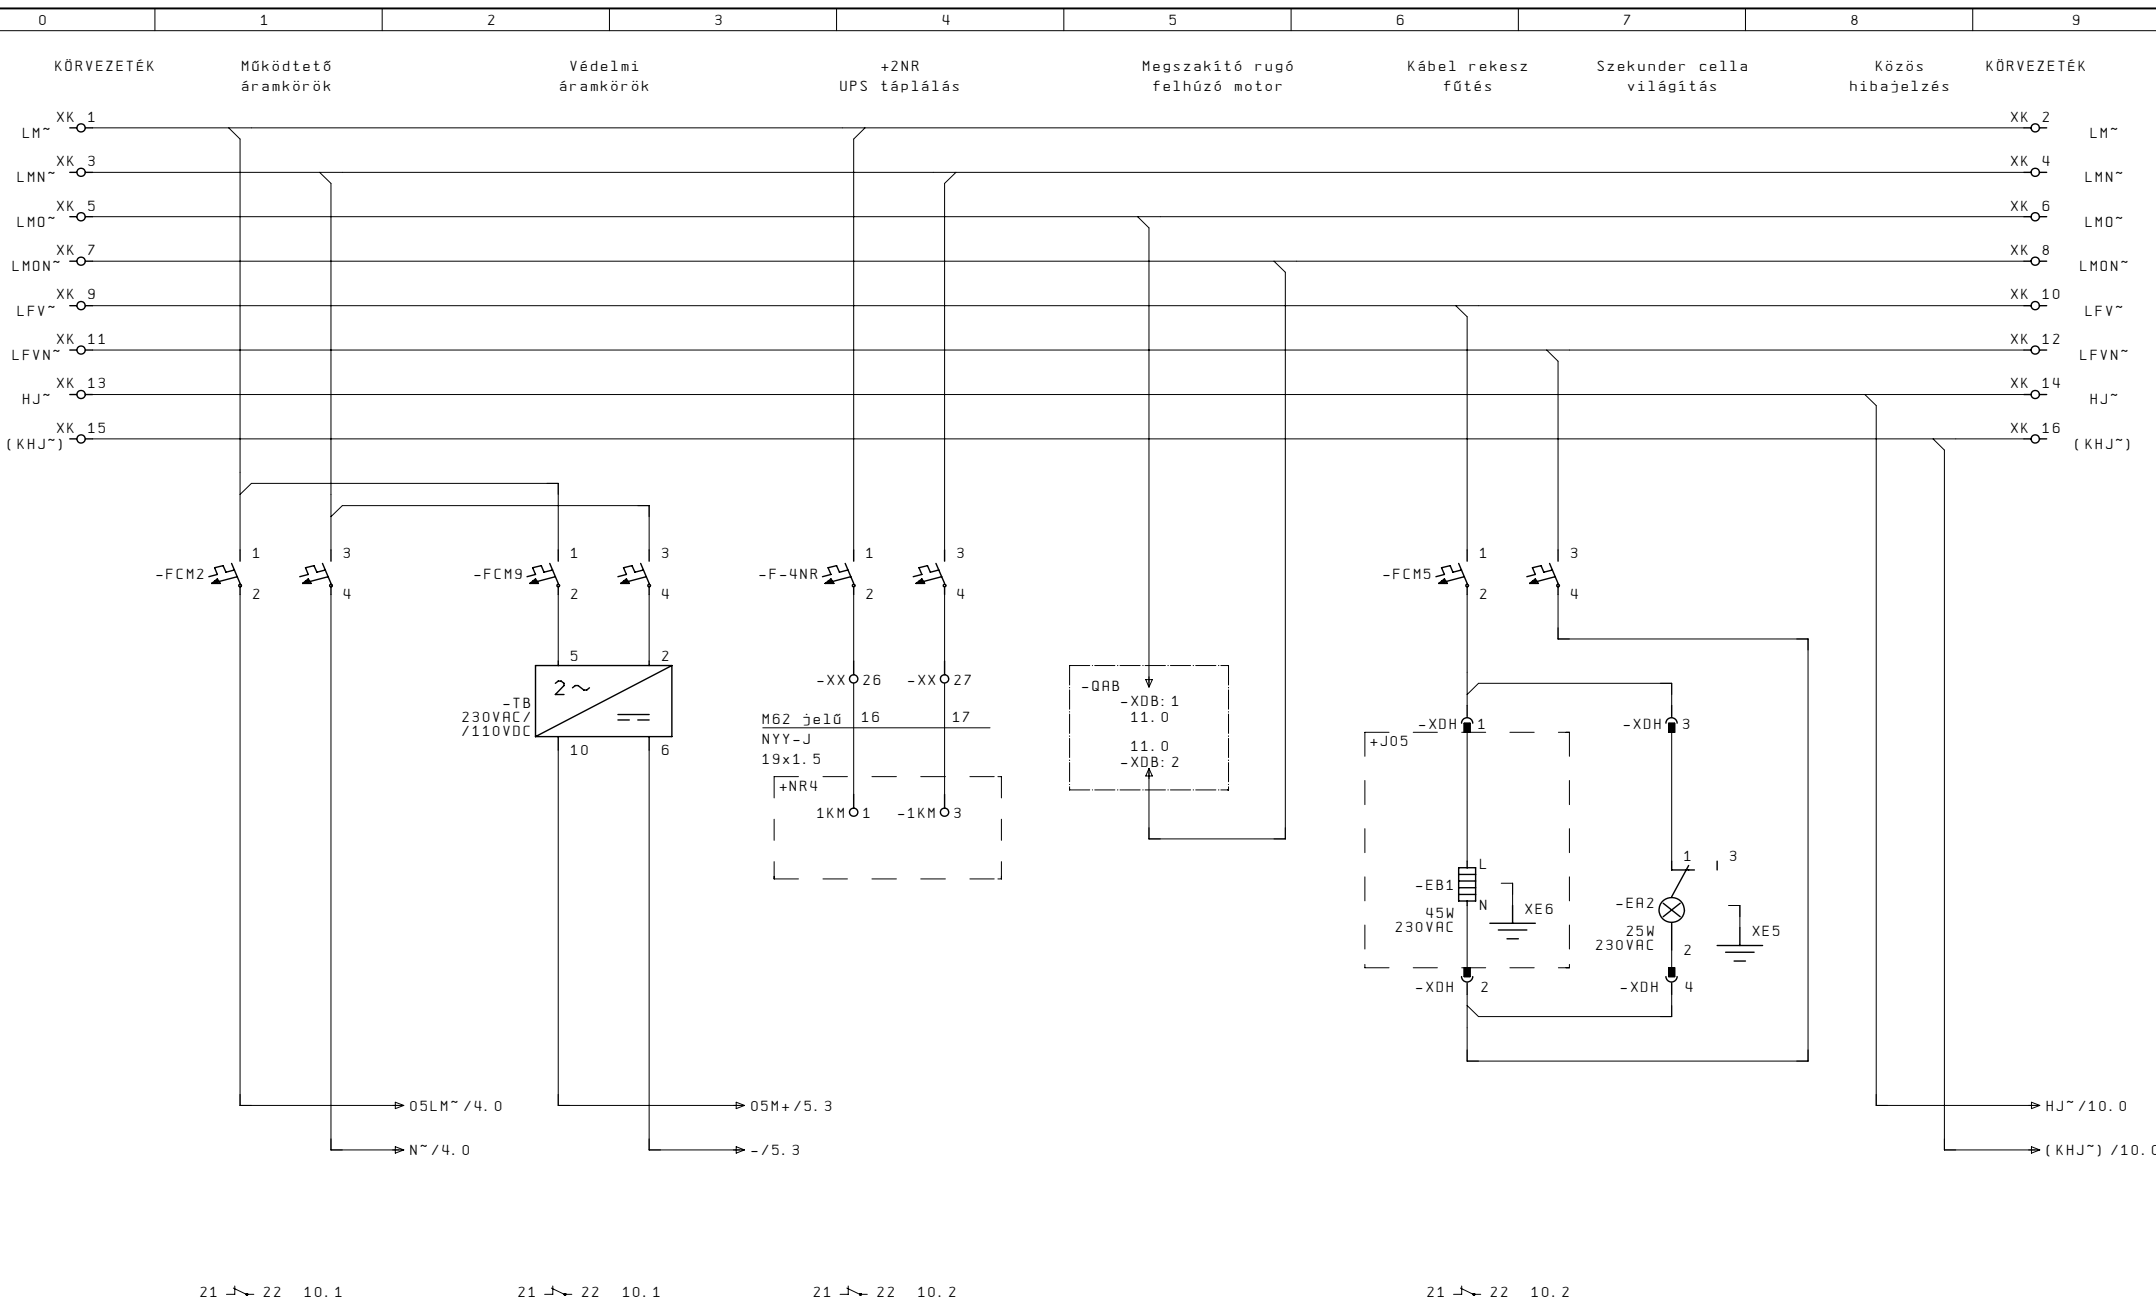 0 1 2 3 4 5 6 7 8 9
KÖRVEZETÉK Működtető Védelmi +2NR Megszakító rugó Kábel rekesz Szekunder cella Közös KÖRVEZETÉK
áramkörök áramkörök UPS táplálás felhúzó motor fűtés világítás hibajelzés
XK 1 XK 2
LM~ LM~
XK 3 XK 4
LMN~ LMN~
XK 5 XK 6
LMO~ LMO~
XK 7 XK 8
LMON~ LMON~
XK 9 XK 10
LFV~ LFV~
XK 11 XK 12
LFVN~ LFVN~
XK 13 XK 14
HJ~ HJ~
XK 15 XK 16
(KHJ~) (KHJ~)
1 3 1 3 1 3 1 3
-FCM2 -FCM9 -F-4NR -FCM5
2 4 2 4 2 4 2 4
5 2
2~
-TB
230VAC/
/110VDC
10 6
-XX 26 -XX 27
M62 jelű 16 17
NYY-J
19x1.5
+NR4
1KM 1 -1KM 3
-QAB
-XDB:1
11.0
11.0
-XDB:2
-XDH 1 -XDH 3
+J05
L 1 3
-EB1 N XE6
45W
230VAC
-EA2 XE5
25W
230VAC 2
-XDH 2 -XDH 4
05LM~/4.0 05M+/5.3 HJ~/10.0
N~/4.0 -/5.3 (KHJ~)/10.0
21 22 10.1 21 22 10.1 21 22 10.2 21 22 10.2